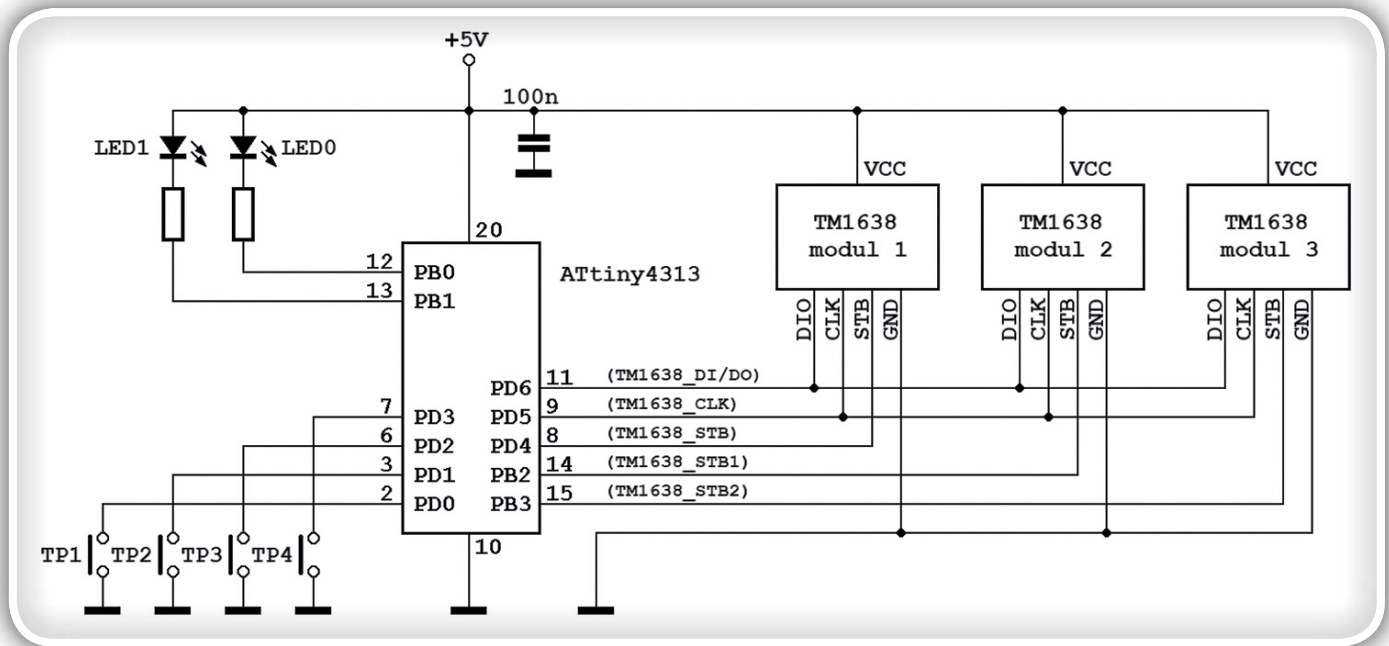 +5V
100n
LED1
LED0
VCC
VCC
VCC
TM1638
modul 1
TM1638
modul 2
TM1638
modul 3
20
12
PB0
13
PB1
ATtiny4313
DIO
CLK
STB
GND
DIO
CLK
STB
GND
DIO
CLK
STB
GND
PD6
11
(TM1638_DI/DO)
7
PD3
PD5
9
(TM1638_CLK)
6
PD2
PD4
8
(TM1638_STB)
3
PD1
PB2
14
(TM1638_STB1)
2
PD0
PB3
15
(TM1638_STB2)
TP1
TP2
TP3
TP4
10